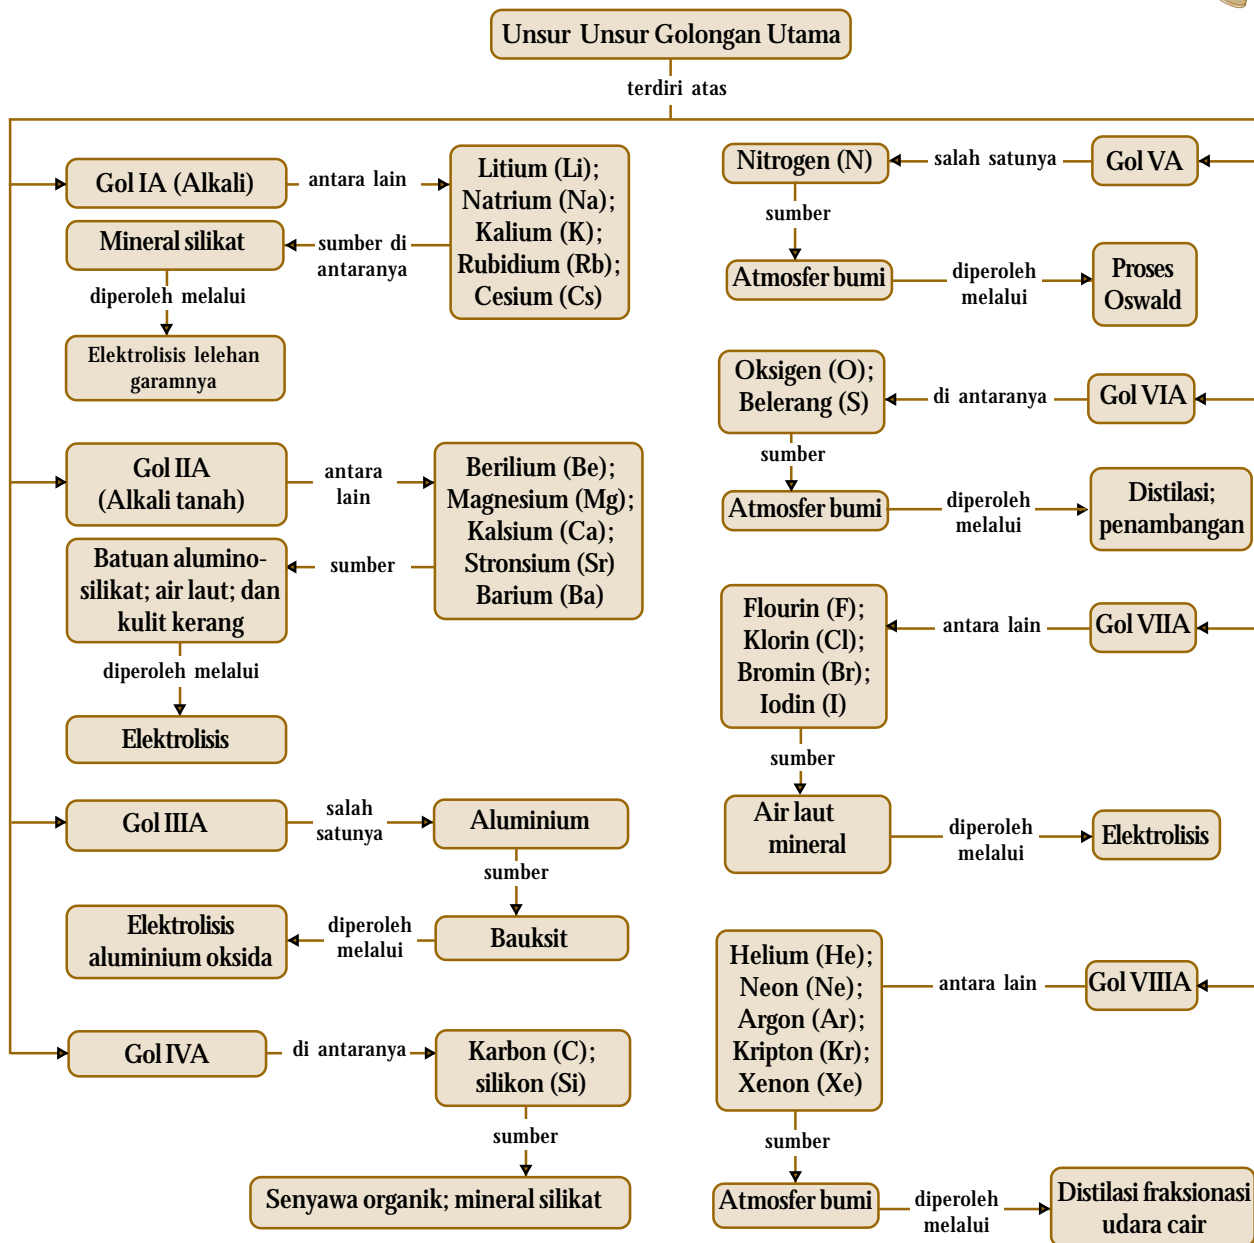 Unsur Unsur Golongan Utama
terdiri atas
Gol IA (Alkali)
antara lain
Litium (Li);
Natrium (Na);
Kalium (K);
Rubidium (Rb);
Cesium (Cs)
sumber di
antaranya
Mineral silikat
diperoleh melalui
Elektrolisis lelehan
garamnya
Gol IIA
(Alkali tanah)
antara
lain
Berilium (Be);
Magnesium (Mg);
Kalsium (Ca);
Stronsium (Sr)
Barium (Ba)
sumber
Batuan alumino-
silikat; air laut; dan
kulit kerang
diperoleh melalui
Elektrolisis
Gol IIIA
salah
satunya
Aluminium
sumber
Bauksit
diperoleh
melalui
Elektrolisis
aluminium oksida
Gol IVA
di antaranya
Karbon (C);
silikon (Si)
sumber
Senyawa organik; mineral silikat
Gol VA
salah satunya
Nitrogen (N)
sumber
Atmosfer bumi
diperoleh
melalui
Proses
Oswald
Gol VIA
di antaranya
Oksigen (O);
Belerang (S)
sumber
Atmosfer bumi
diperoleh
melalui
Distilasi;
penambangan
Gol VIIA
antara lain
Flourin (F);
Klorin (Cl);
Bromin (Br);
Iodin (I)
sumber
Air laut
mineral
diperoleh
melalui
Elektrolisis
Gol VIIIA
antara lain
Helium (He);
Neon (Ne);
Argon (Ar);
Kripton (Kr);
Xenon (Xe)
sumber
Atmosfer bumi
diperoleh
melalui
Distilasi fraksionasi
udara cair